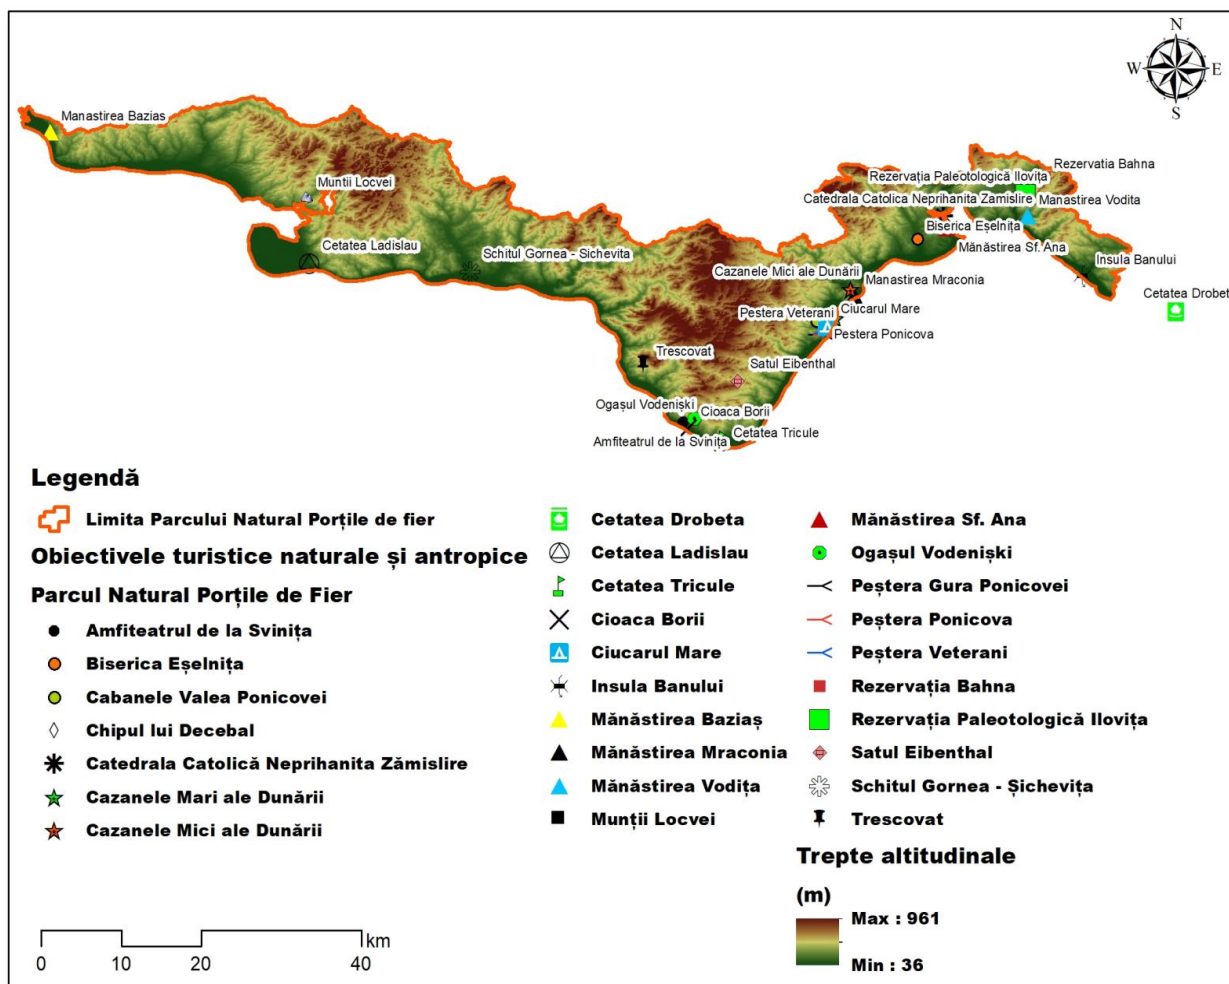 N
W E
S
Manastirea Bazias
Muntii Locvei
Cetatea Ladislau
Schitul Gornea - Sichevita
Rezervatia Bahna
Rezervația Paleotologică Ilovița
Catedrala Catolica Neprihanita Zamislire
Manastirea Vodita
Biserica Eșelnița
Mănăstirea Sf. Ana
Insula Banului
Cazanele Mici ale Dunării
Manastirea Mraconia
Cetatea Drobet
Pestera Veterani
Ciucarul Mare
Pestera Ponicova
Trescovat
Satul Eibenthal
Ogașul Vodenişki
Cioaca Borii
Amfiteatrul de la Svinița
Cetatea Tricule
Legendă
Limita Parcului Natural Porțile de fier
Obiectivele turistice naturale și antropice
Parcul Natural Porțile de Fier
Amfiteatrul de la Svinița
Biserica Eșelnița
Cabanele Valea Ponicovei
Chipul lui Decebal
Catedrala Catolică Neprihanita Zămislire
Cazanele Mari ale Dunării
Cazanele Mici ale Dunării
Cetatea Drobeta
Cetatea Ladislau
Cetatea Tricule
Cioaca Borii
Ciucarul Mare
Insula Banului
Mănăstirea Baziaș
Mănăstirea Mraconia
Mănăstirea Vodița
Munții Locvei
Mănăstirea Sf. Ana
Ogașul Vodenişki
Peștera Gura Ponicovei
Peștera Ponicova
Peștera Veterani
Rezervația Bahna
Rezervația Paleotologică Ilovița
Satul Eibenthal
Schitul Gornea - Șichevița
Trescovat
Trepte altitudinale
(m)
Max : 961
Min : 36
km
0 10 20 40